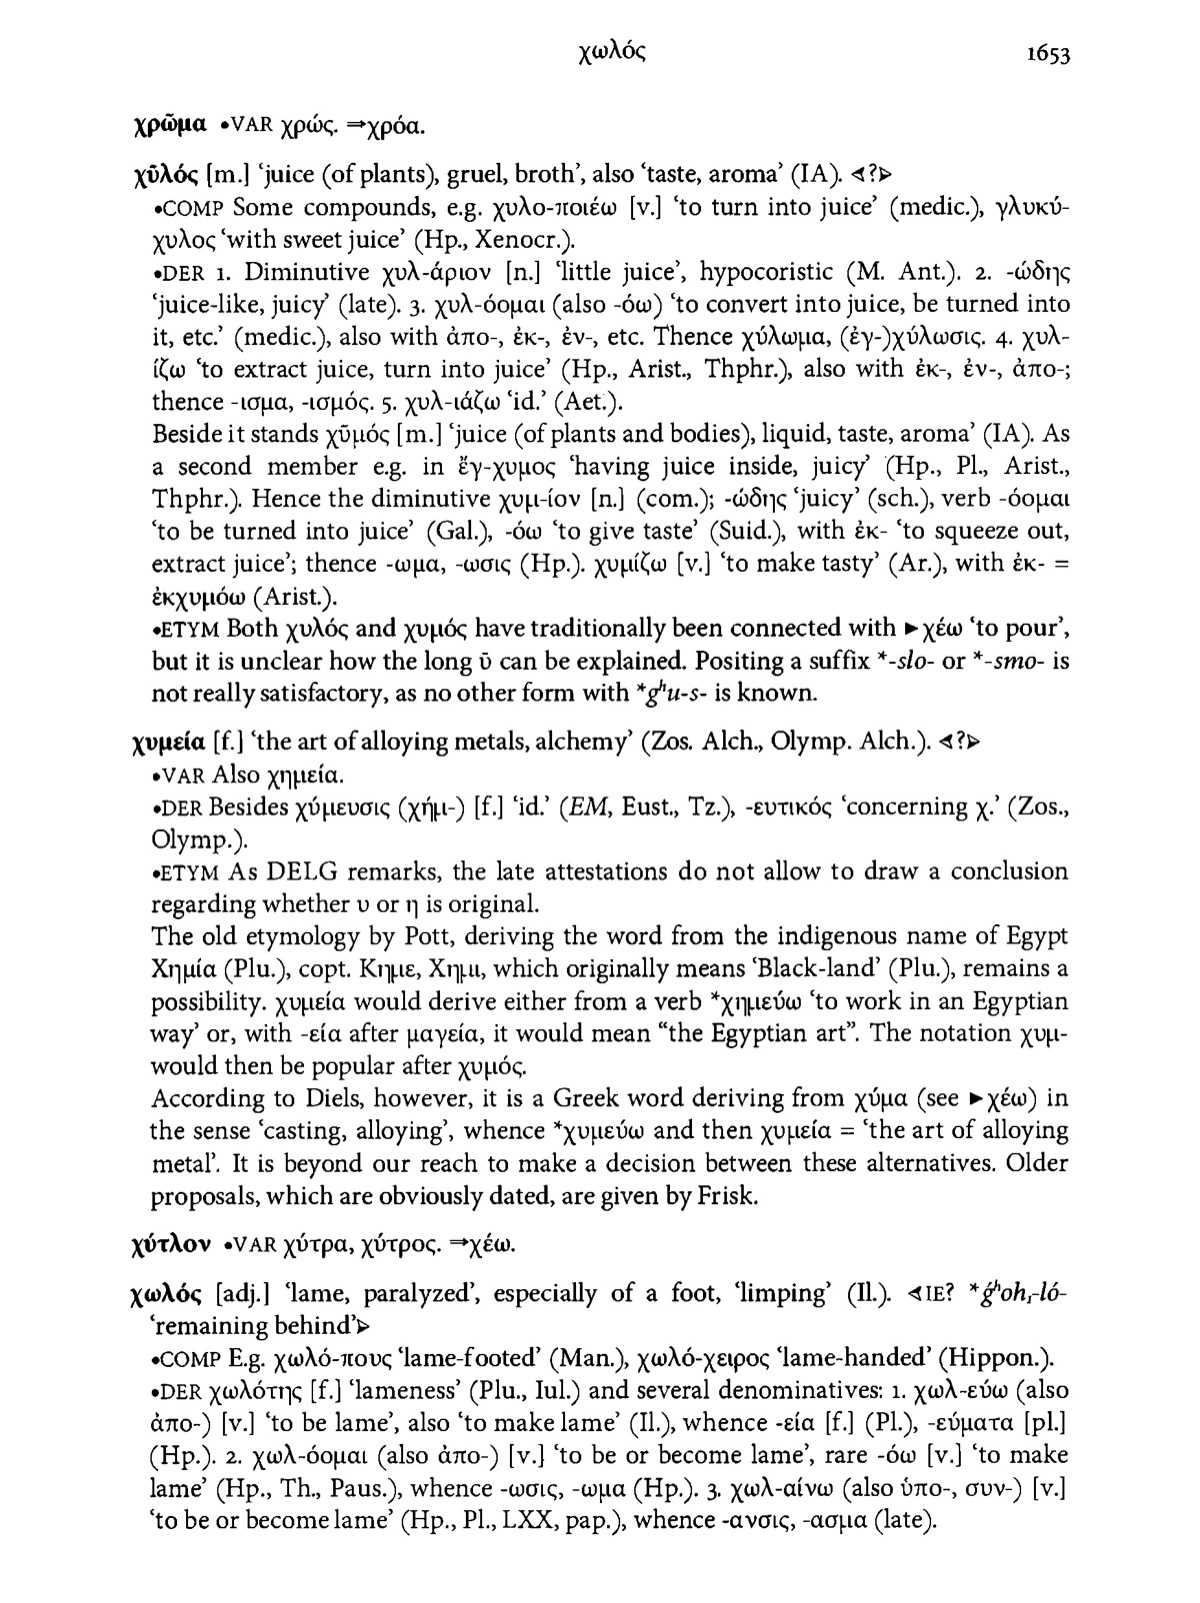 χωλός 1653
χρῶμα •VAR χρώς. ⇒χρόα.
χῡλός [m.] ‘juice (of plants), gruel, broth’, also ‘taste, aroma’ (IA). ⊲?⊳
•COMP Some compounds, e.g. χυλο-ποιέω [v.] ‘to turn into juice’ (medic.), γλυκύ-
χυλος ‘with sweet juice’ (Hp., Xenocr.).
•DER 1. Diminutive χυλ-άριον [n.] ‘little juice’, hypocoristic (M. Ant.). 2. -ώδης
‘juice-like, juicy’ (late). 3. χυλ-όομαι (also -όω) ‘to convert into juice, be turned into
it, etc.’ (medic.), also with ἀπο-, ἐκ-, ἐν-, etc. Thence χύλωμα, (ἐγ-)χύλωσις. 4. χυλ-
ίζω ‘to extract juice, turn into juice’ (Hp., Arist., Thphr.), also with ἐκ-, ἐν-, ἀπο-;
thence -ισμα, -ισμός. 5. χυλ-ιάζω ‘id.’ (Aet.).
Beside it stands χῡμός [m.] ‘juice (of plants and bodies), liquid, taste, aroma’ (IA). As
a second member e.g. in ἔγ-χυμος ‘having juice inside, juicy’ (Hp., Pl., Arist.,
Thphr.). Hence the diminutive χυμ-ίον [n.] (com.); -ώδης ‘juicy’ (sch.), verb -όομαι
‘to be turned into juice’ (Gal.), -όω ‘to give taste’ (Suid.), with ἐκ- ‘to squeeze out,
extract juice’; thence -ωμα, -ωσις (Hp.). χυμίζω [v.] ‘to make tasty’ (Ar.), with ἐκ- =
ἐκχυμόω (Arist.).
•ETYM Both χυλός and χυμός have traditionally been connected with ►χέω ‘to pour’,
but it is unclear how the long ῡ can be explained. Positing a suffix *-slo- or *-smo- is
not really satisfactory, as no other form with *gʰu-s- is known.
χυμεία [f.] ‘the art of alloying metals, alchemy’ (Zos. Alch., Olymp. Alch.). ⊲?⊳
•VAR Also χημεία.
•DER Besides χύμευσις (χήμ-) [f.] ‘id.’ (EM, Eust., Tz.), -ευτικός ‘concerning χ.’ (Zos.,
Olymp.).
•ETYM As DELG remarks, the late attestations do not allow to draw a conclusion
regarding whether υ or η is original.
The old etymology by Pott, deriving the word from the indigenous name of Egypt
Χημία (Plu.), copt. Κημε, Χημι, which originally means ‘Black-land’ (Plu.), remains a
possibility. χυμεία would derive either from a verb *χημεύω ‘to work in an Egyptian
way’ or, with -εία after μαγεία, it would mean “the Egyptian art”. The notation χυμ-
would then be popular after χυμός.
According to Diels, however, it is a Greek word deriving from χύμα (see ►χέω) in
the sense ‘casting, alloying’, whence *χυμεύω and then χυμεία = ‘the art of alloying
metal’. It is beyond our reach to make a decision between these alternatives. Older
proposals, which are obviously dated, are given by Frisk.
χύτλον •VAR χύτρα, χύτρος. ⇒χέω.
χωλός [adj.] ‘lame, paralyzed’, especially of a foot, ‘limping’ (Il.). ⊲IE? *ǵʰoh₁-ló-
‘remaining behind’⊳
•COMP E.g. χωλό-πους ‘lame-footed’ (Man.), χωλό-χειρος ‘lame-handed’ (Hippon.).
•DER χωλότης [f.] ‘lameness’ (Plu., Iul.) and several denominatives: 1. χωλ-εύω (also
ἀπο-) [v.] ‘to be lame’, also ‘to make lame’ (Il.), whence -εία [f.] (Pl.), -εύματα [pl.]
(Hp.). 2. χωλ-όομαι (also ἀπο-) [v.] ‘to be or become lame’, rare -όω [v.] ‘to make
lame’ (Hp., Th., Paus.), whence -ωσις, -ωμα (Hp.). 3. χωλ-αίνω (also ὑπο-, συν-) [v.]
‘to be or become lame’ (Hp., Pl., LXX, pap.), whence -ανσις, -ασμα (late).